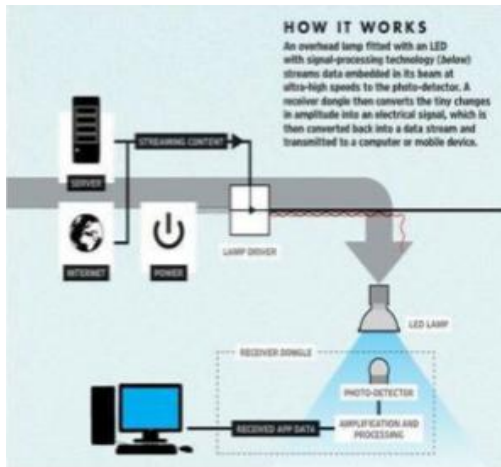 HOW IT WORKS
An overhead lamp fitted with an LED
with signal-processing technology (below)
streams data embedded in its beam at
ultra-high speeds to the photo-detector. A
receiver dongle then converts the tiny changes
in amplitude into an electrical signal, which is
then converted back into a data stream and
transmitted to a computer or mobile device.
STREAMING CONTENT
SERVER
INTERNET
POWER
LAMP DRIVER
LED LAMP
RECEIVER DONGLE
PHOTO-DETECTOR
RECEIVED APP DATA
AMPLIFICATION AND
PROCESSING